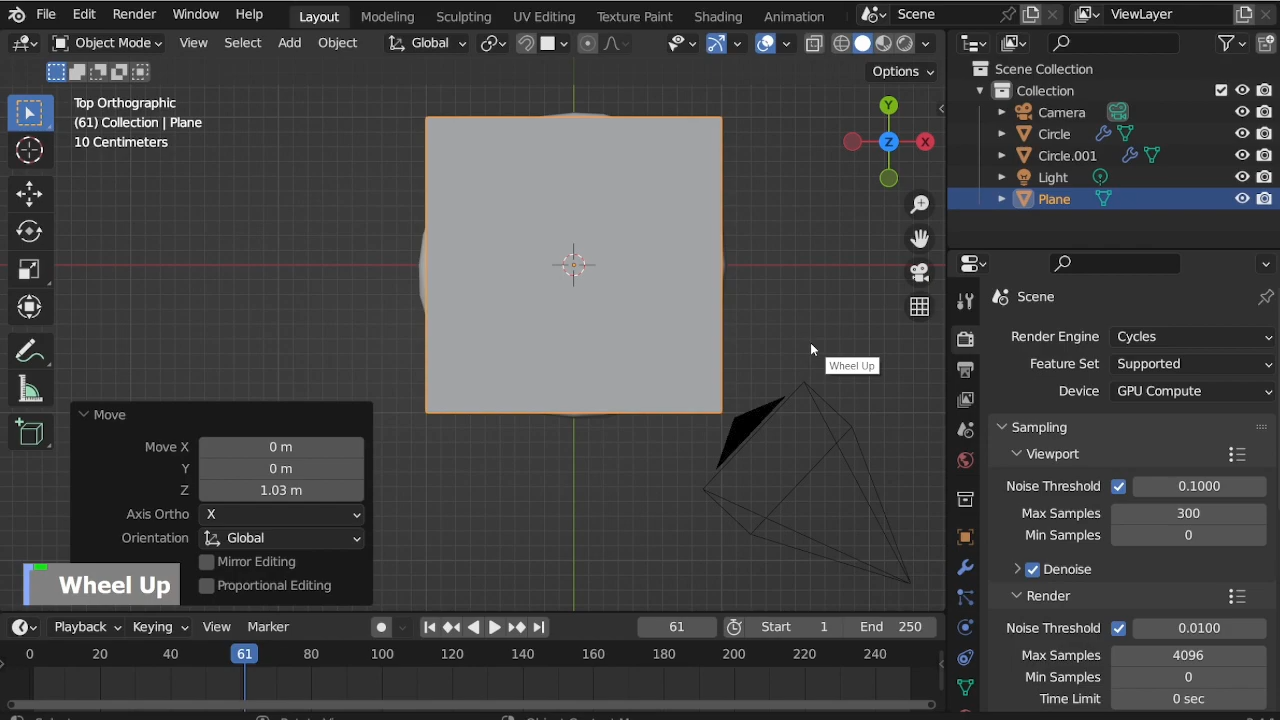 File Edit Render Window Help Layout Modeling Sculpting UV Editing Texture Paint Shading Animation Scene ViewLayer
Object Mode View Select Add Object Global
Options
Top Orthographic
(61) Collection | Plane
10 Centimeters
Y
Z X
Wheel Up
Move
Move X 0 m
Y 0 m
Z 1.03 m
Axis Ortho X
Orientation Global
Mirror Editing
Proportional Editing
Wheel Up
Playback Keying View Marker 61 Start 1 End 250
0 20 40 61 80 100 120 140 160 180 200 220 240
Scene Collection
Collection
Camera
Circle
Circle.001
Light
Plane
Scene
Render Engine Cycles
Feature Set Supported
Device GPU Compute
Sampling
Viewport
Noise Threshold 0.1000
Max Samples 300
Min Samples 0
Denoise
Render
Noise Threshold 0.0100
Max Samples 4096
Min Samples 0
Time Limit 0 sec